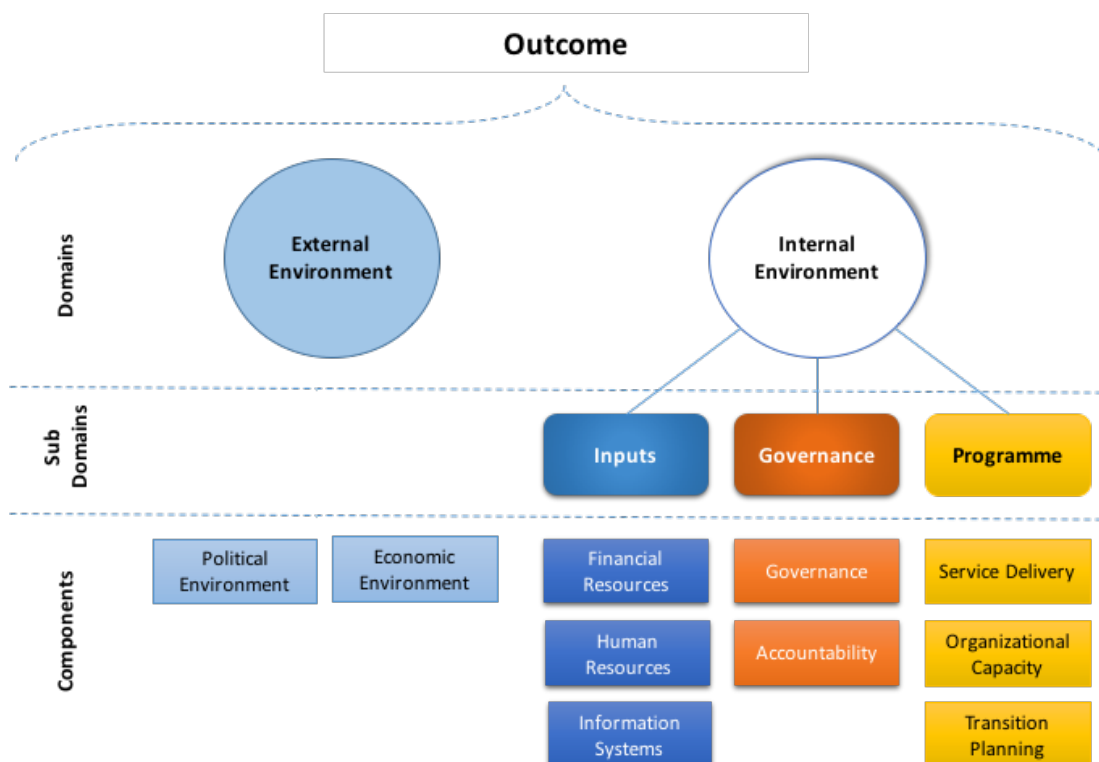 Outcome
Domains
External
Environment
Internal
Environment
Sub
Domains
Inputs
Governance
Programme
Components
Political
Environment
Economic
Environment
Financial
Resources
Governance
Service Delivery
Human
Resources
Accountability
Organizational
Capacity
Information
Systems
Transition
Planning